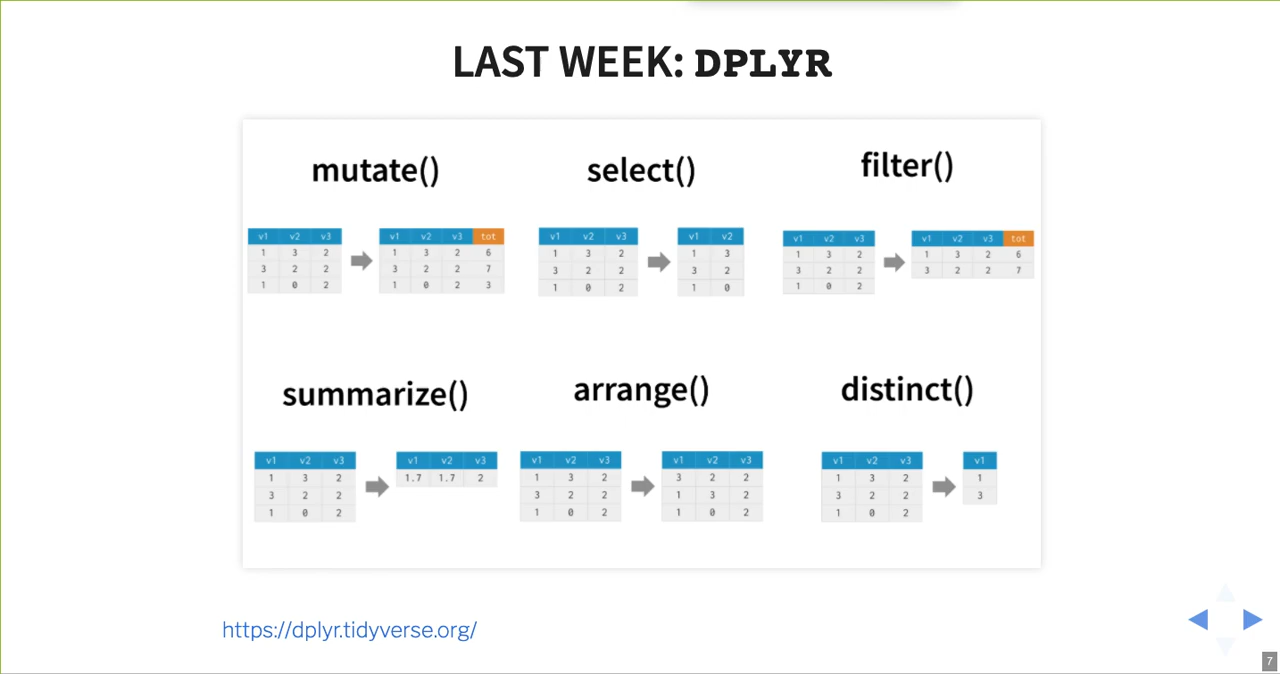 LAST WEEK: DPLYR
mutate()
v1 v2 v3
1 3 2
3 2 2
1 0 2
v1 v2 v3 tot
1 3 2 6
3 2 2 7
1 0 2 3
select()
v1 v2 v3
1 3 2
3 2 2
1 0 2
v1 v2
1 3
3 2
1 0
filter()
v1 v2 v3
1 3 2
3 2 2
1 0 2
v1 v2 v3 tot
1 3 2 6
3 2 2 7
summarize()
v1 v2 v3
1 3 2
3 2 2
1 0 2
v1 v2 v3
1.7 1.7 2
arrange()
v1 v2 v3
1 3 2
3 2 2
1 0 2
v1 v2 v3
3 2 2
1 3 2
1 0 2
distinct()
v1 v2 v3
1 3 2
3 2 2
1 0 2
v1
1
3
https://dplyr.tidyverse.org/
7